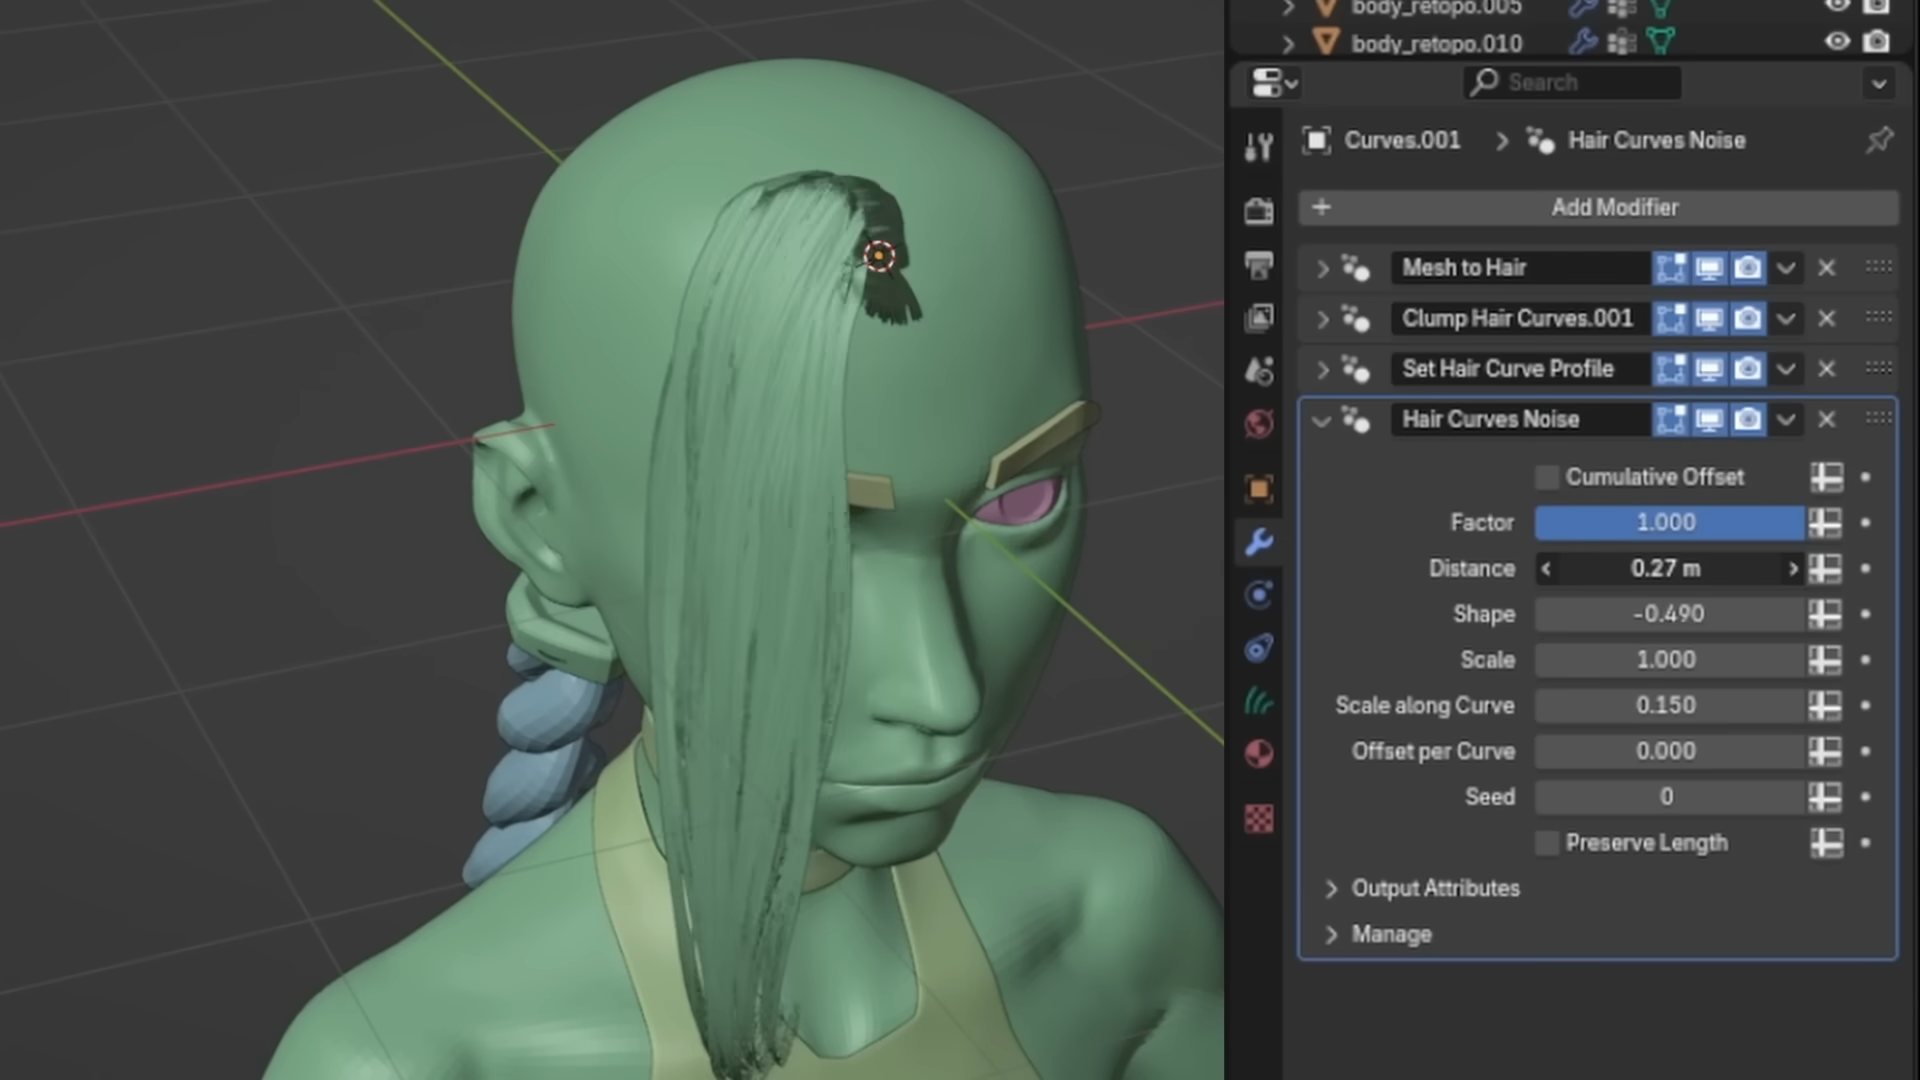 body_retopo.005
body_retopo.010
Search
Curves.001 > Hair Curves Noise
+ Add Modifier
Mesh to Hair
Clump Hair Curves.001
Set Hair Curve Profile
Hair Curves Noise
Cumulative Offset
Factor 1.000
Distance 0.27 m
Shape -0.490
Scale 1.000
Scale along Curve 0.150
Offset per Curve 0.000
Seed 0
Preserve Length
Output Attributes
Manage